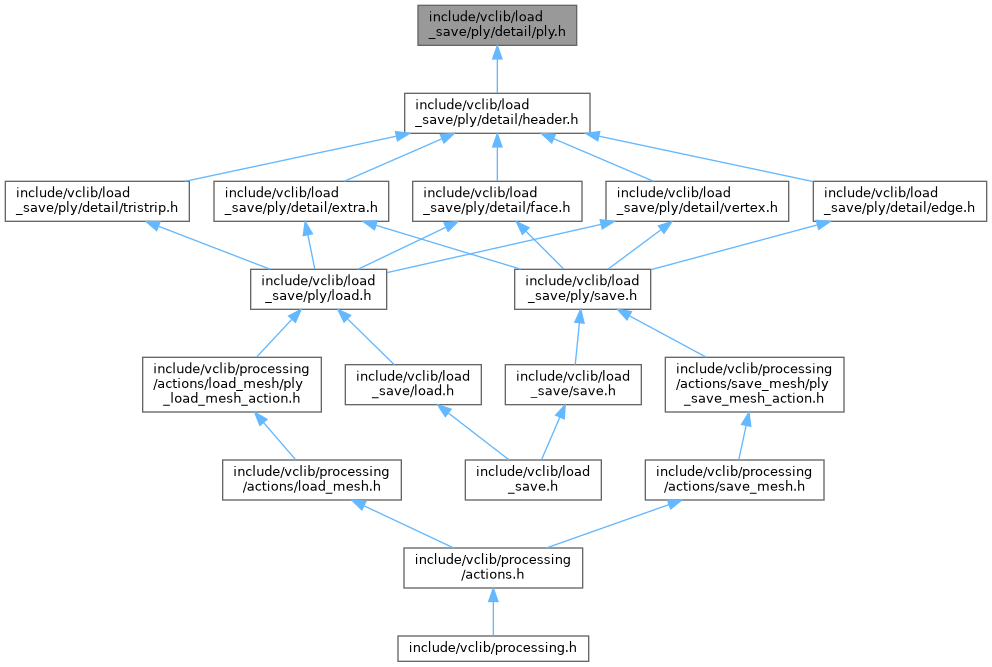 include/vclib/load
_save/ply/detail/ply.h
include/vclib/load
_save/ply/detail/header.h
include/vclib/load
_save/ply/detail/tristrip.h
include/vclib/load
_save/ply/detail/extra.h
include/vclib/load
_save/ply/detail/face.h
include/vclib/load
_save/ply/detail/vertex.h
include/vclib/load
_save/ply/detail/edge.h
include/vclib/load
_save/ply/load.h
include/vclib/load
_save/ply/save.h
include/vclib/processing
/actions/load_mesh/ply
_load_mesh_action.h
include/vclib/load
_save/load.h
include/vclib/load
_save/save.h
include/vclib/processing
/actions/save_mesh/ply
_save_mesh_action.h
include/vclib/processing
/actions/load_mesh.h
include/vclib/load
_save.h
include/vclib/processing
/actions/save_mesh.h
include/vclib/processing
/actions.h
include/vclib/processing.h